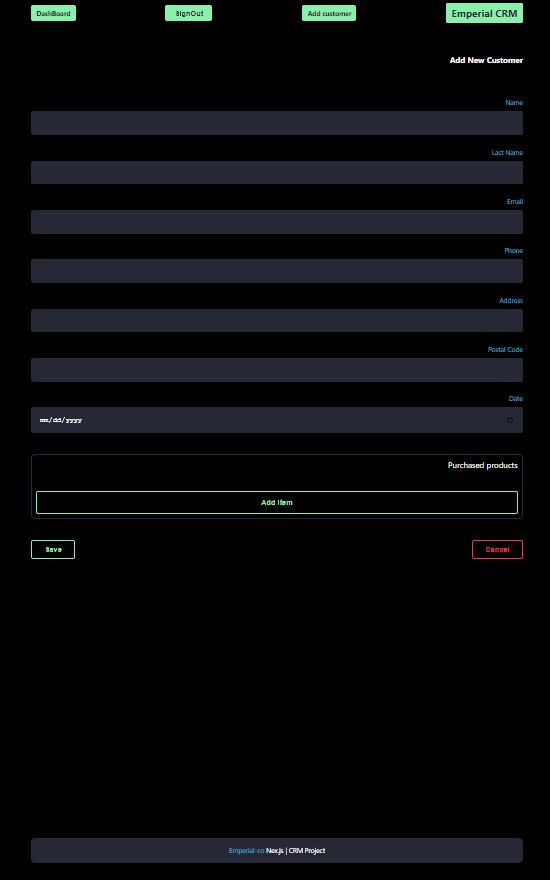 DashBoard
SignOut
Add customer
Emperial CRM
Add New Customer
Name
Last Name
Email
Phone
Address
Postal Code
Date
mm/dd/yyyy
Purchased products
Add Item
Save
Cancel
Emperial-co Nex.js | CRM Project